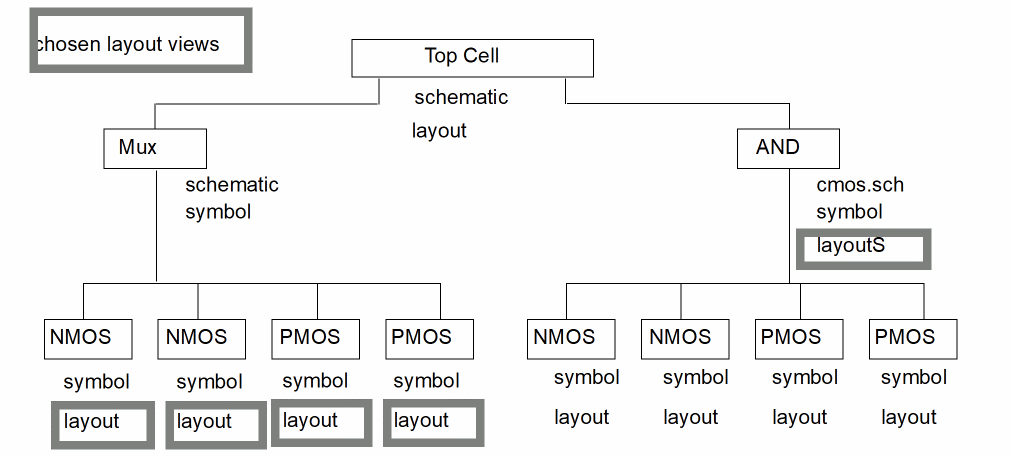 chosen layout views
Top Cell
schematic
layout
Mux
AND
schematic
symbol
cmos.sch
symbol
layoutS
NMOS
NMOS
PMOS
PMOS
NMOS
NMOS
PMOS
PMOS
symbol
symbol
symbol
symbol
symbol
symbol
symbol
symbol
layout
layout
layout
layout
layout
layout
layout
layout